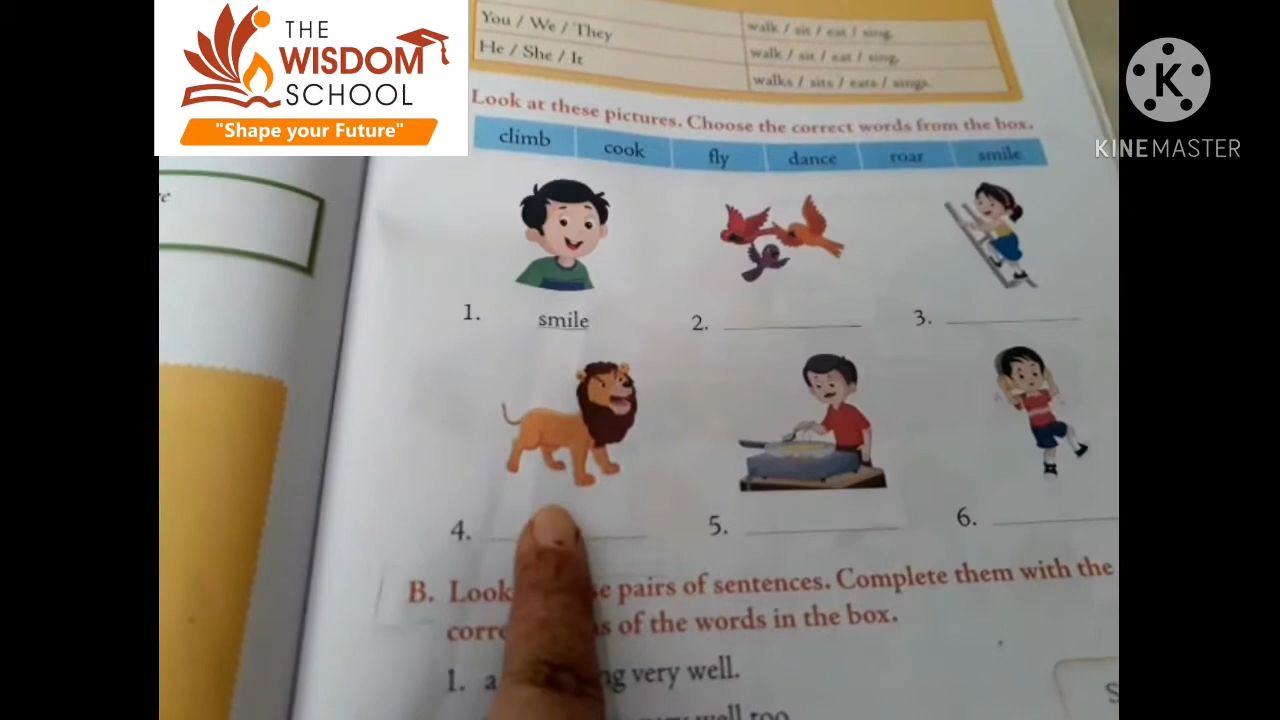 THE
WISDOM
SCHOOL
"Shape your Future"
KINEMASTER
You / We / They
walk / sit / eat / sing.
He / She / It
walk / sit / eat / sing.
walks / sits / eats / sings.
Look at these pictures. Choose the correct words from the box.
climb cook fly dance roar smile
1. smile 2. 3.
4. 5. 6.
B. Look pairs of sentences. Complete them with the
of the words in the box.
1. a very well.
well too